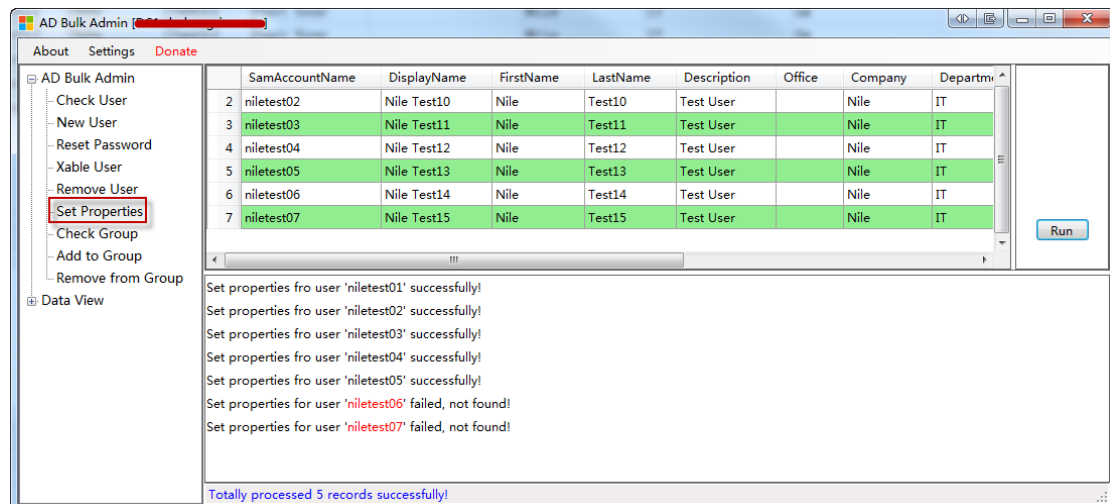 AD Bulk Admin [
About Settings Donate
AD Bulk Admin
Check User
New User
Reset Password
Xable User
Remove User
Set Properties
Check Group
Add to Group
Remove from Group
Data View
SamAccountName DisplayName FirstName LastName Description Office Company Departme
2 niletest02 Nile Test10 Nile Test10 Test User Nile IT
3 niletest03 Nile Test11 Nile Test11 Test User Nile IT
4 niletest04 Nile Test12 Nile Test12 Test User Nile IT
5 niletest05 Nile Test13 Nile Test13 Test User Nile IT
6 niletest06 Nile Test14 Nile Test14 Test User Nile IT
7 niletest07 Nile Test15 Nile Test15 Test User Nile IT
Run
Set properties fro user 'niletest01' successfully!
Set properties fro user 'niletest02' successfully!
Set properties fro user 'niletest03' successfully!
Set properties fro user 'niletest04' successfully!
Set properties fro user 'niletest05' successfully!
Set properties for user 'niletest06' failed, not found!
Set properties for user 'niletest07' failed, not found!
Totally processed 5 records successfully!